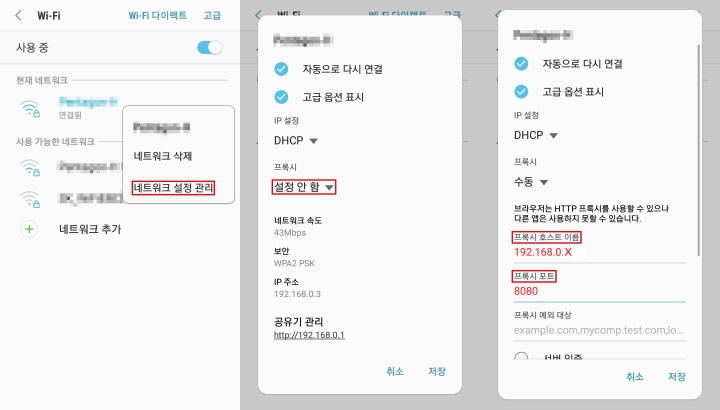 Wi-Fi
Wi-Fi 다이렉트
고급
사용 중
현재 네트워크
연결됨
사용 가능한 네트워크
네트워크 추가
네트워크 삭제
네트워크 설정 관리
Wi-Fi
Wi-Fi 다이렉트
고급
자동으로 다시 연결
고급 옵션 표시
IP 설정
DHCP
프록시
설정 안 함
네트워크 속도
43Mbps
보안
WPA2 PSK
IP 주소
192.168.0.3
공유기 관리
http://192.168.0.1
취소
저장
자동으로 다시 연결
고급 옵션 표시
IP 설정
DHCP
프록시
수동
브라우저는 HTTP 프록시를 사용할 수 있으나
다른 앱은 사용하지 못할 수 있습니다.
프록시 호스트 이름
192.168.0.X
프록시 포트
8080
프록시 예외 대상
example.com,mycomp.test.com,lo...
서버 인증
취소
저장